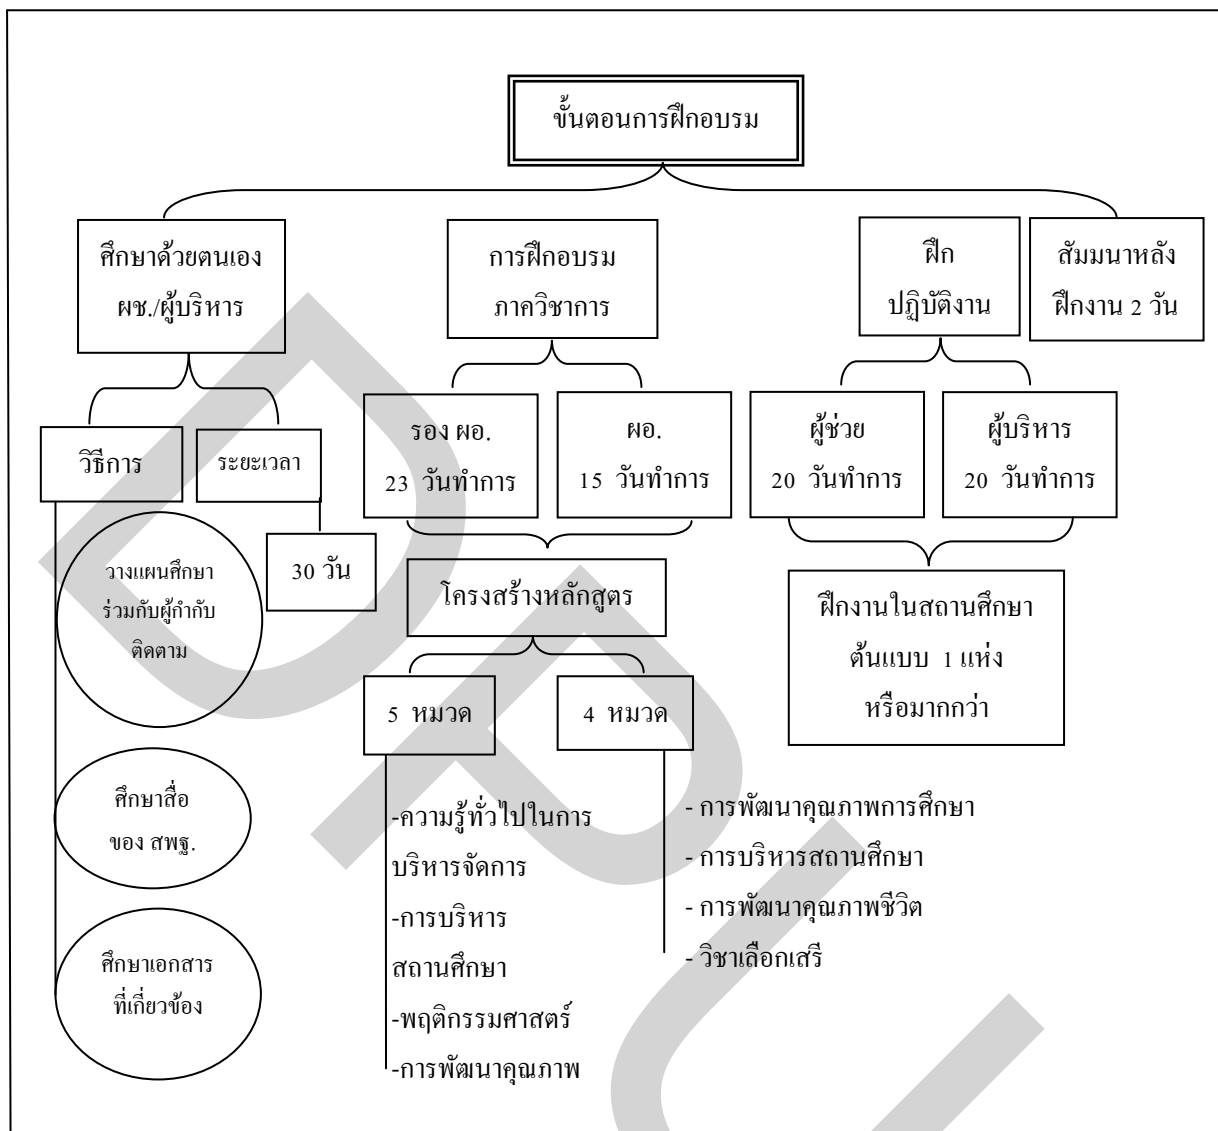 ขั้นตอนการฝึกอบรม
ศึกษาด้วยตนเอง
ผช./ผู้บริหาร
การฝึกอบรม
ภาควิชาการ
ฝึก
ปฏิบัติงาน
สัมมนาหลัง
ฝึกงาน 2 วัน
วิธีการ
ระยะเวลา
รอง ผอ.
23 วันทำการ
ผอ.
15 วันทำการ
ผู้ช่วย
20 วันทำการ
ผู้บริหาร
20 วันทำการ
วางแผนศึกษา
ร่วมกับผู้กำกับ
ติดตาม
30 วัน
โครงสร้างหลักสูตร
ฝึกงานในสถานศึกษา
ต้นแบบ 1 แห่ง
หรือมากกว่า
5 หมวด
4 หมวด
ศึกษาสื่อ
ของ สพฐ.
ศึกษาเอกสาร
ที่เกี่ยวข้อง
-ความรู้ทั่วไปในการ
บริหารจัดการ
-การบริหาร
สถานศึกษา
-พฤติกรรมศาสตร์
-การพัฒนาคุณภาพ
- การพัฒนาคุณภาพการศึกษา
- การบริหารสถานศึกษา
- การพัฒนาคุณภาพชีวิต
- วิชาเลือกเสรี
DPU